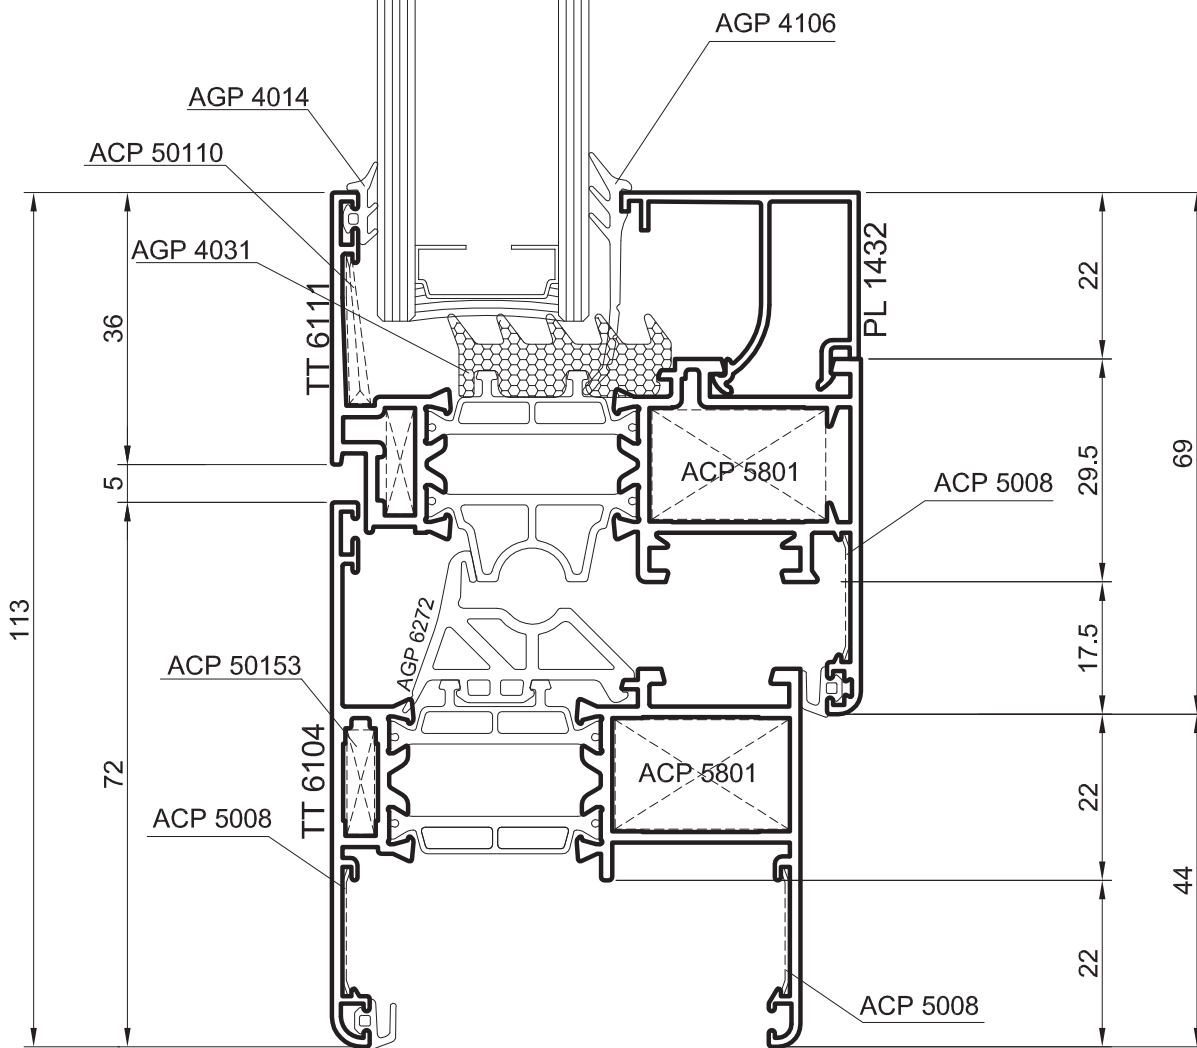 AGP 4106
AGP 4014
ACP 50110
AGP 4031
TT 6111
PL 1432
22
36
29.5
69
ACP 5801
ACP 5008
5
113
17.5
AGP 6272
ACP 50153
TT 6104
72
ACP 5801
22
ACP 5008
44
22
ACP 5008